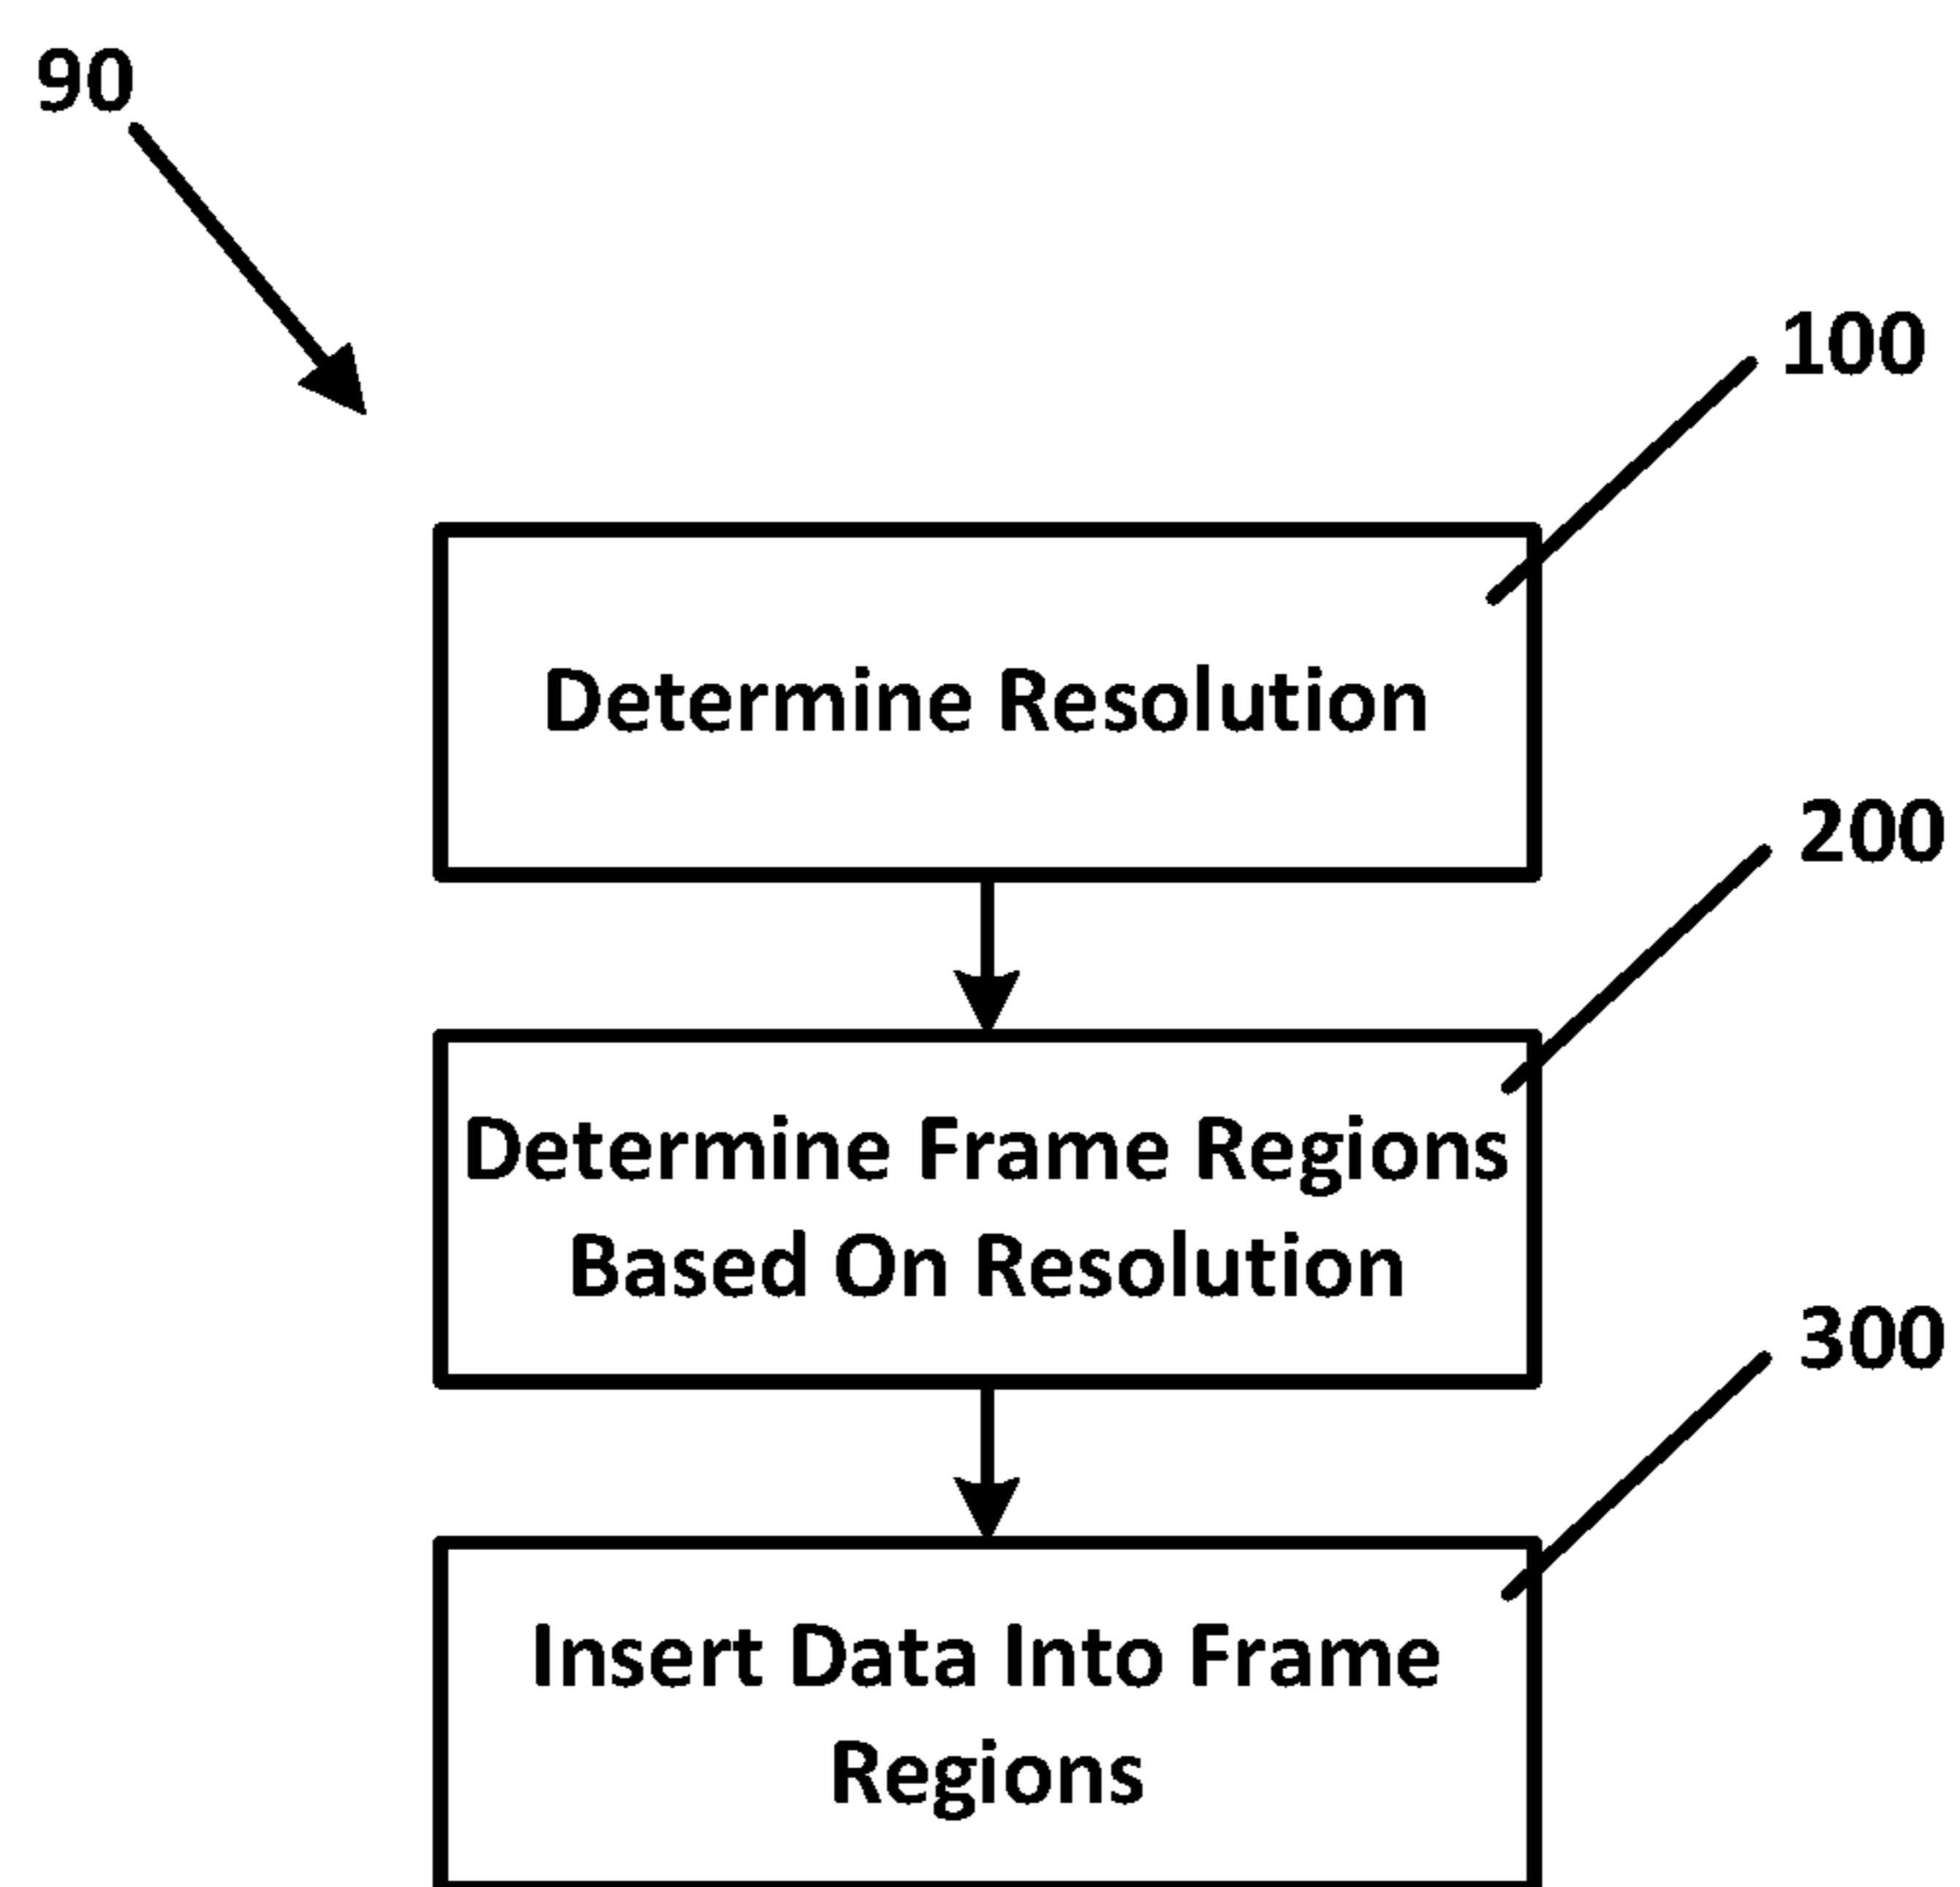 90
100
Determine Resolution
200
Determine Frame Regions
Based On Resolution
300
Insert Data Into Frame
Regions